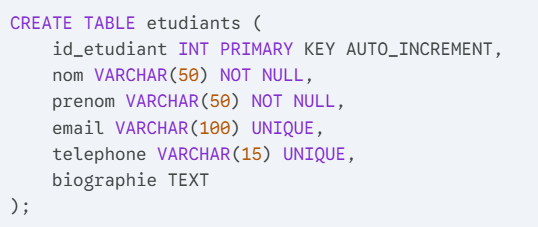 CREATE TABLE etudiants (
    id_etudiant INT PRIMARY KEY AUTO_INCREMENT,
    nom VARCHAR(50) NOT NULL,
    prenom VARCHAR(50) NOT NULL,
    email VARCHAR(100) UNIQUE,
    telephone VARCHAR(15) UNIQUE,
    biographie TEXT
);